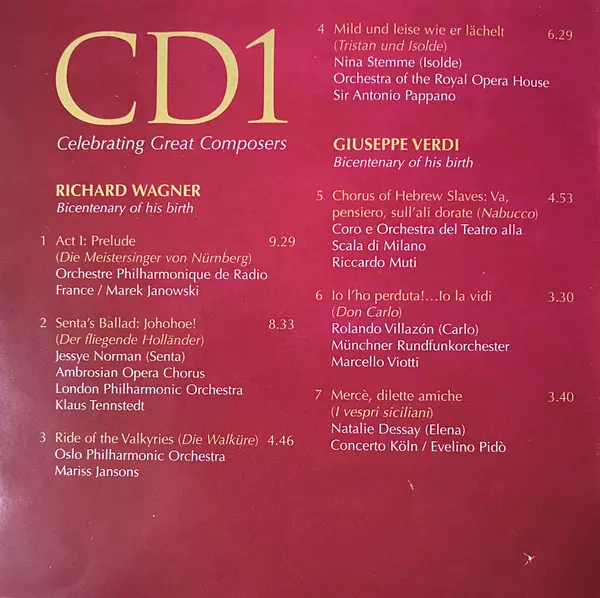 CD1
Celebrating Great Composers
RICHARD WAGNER
Bicentenary of his birth
1 Act I: Prelude 9.29
(Die Meistersinger von Nürnberg)
Orchestre Philharmonique de Radio
France / Marek Janowski
2 Senta's Ballad: Johohoe! 8.33
(Der fliegende Holländer)
Jessye Norman (Senta)
Ambrosian Opera Chorus
London Philharmonic Orchestra
Klaus Tennstedt
3 Ride of the Valkyries (Die Walküre) 4.46
Oslo Philharmonic Orchestra
Mariss Jansons
4 Mild und leise wie er lächelt 6.29
(Tristan und Isolde)
Nina Stemme (Isolde)
Orchestra of the Royal Opera House
Sir Antonio Pappano
GIUSEPPE VERDI
Bicentenary of his birth
5 Chorus of Hebrew Slaves: Va, 4.53
pensiero, sull'ali dorate (Nabucco)
Coro e Orchestra del Teatro alla
Scala di Milano
Riccardo Muti
6 Io l'ho perduta!...Io la vidi 3.30
(Don Carlo)
Rolando Villazón (Carlo)
Münchner Rundfunkorchester
Marcello Viotti
7 Mercè, dilette amiche 3.40
(I vespri siciliani)
Natalie Dessay (Elena)
Concerto Köln / Evelino Pidò